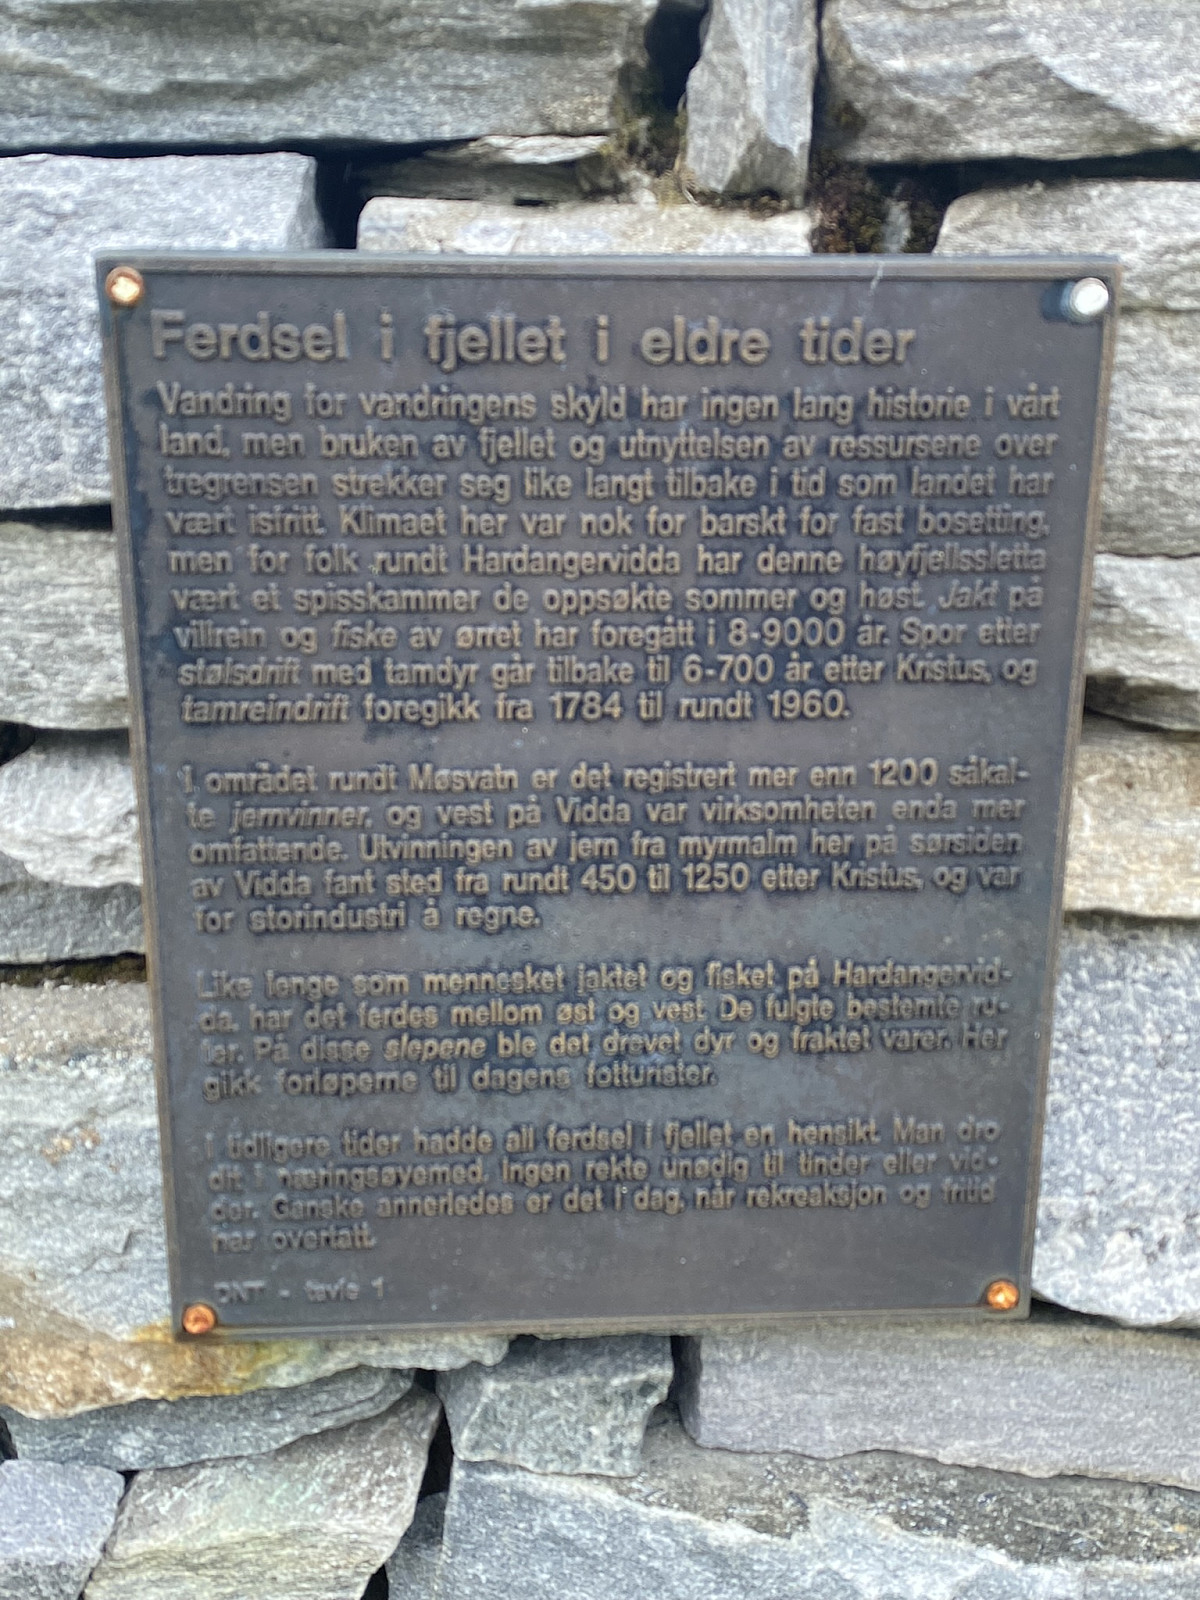 Ferdsel i fjellet i eldre tider
Vandring for vandringens skyld har ingen lang historie i vårt
land, men bruken av fjellet og utnyttelsen av ressursene over
tregrensen strekker seg like langt tilbake i tid som landet har
vært isfritt. Klimaet her var nok for barskt for fast bosetting,
men for folk rundt Hardangervidda har denne høyfjellssletta
vært et spisskammer de oppsøkte sommer og høst. Jakt på
villrein og fiske av ørret har foregått i 8-9000 år. Spor etter
stølsdrift med tamdyr går tilbake til 6-700 år etter Kristus, og
tamreindrift foregikk fra 1784 til rundt 1960.
I området rundt Møsvatn er det registrert mer enn 1200 såkal-
te jernvinner, og vest på Vidda var virksomheten enda mer
omfattende. Utvinningen av jern fra myrmalm her på sørsiden
av Vidda fant sted fra rundt 450 til 1250 etter Kristus, og var
for storindustri å regne.
Like lenge som mennesket jaktet og fisket på Hardangervid-
da, har det ferdes mellom øst og vest. De fulgte bestemte ru-
ter. På disse slepene ble det drevet dyr og fraktet varer. Her
gikk forløperne til dagens fotturister.
I tidligere tider hadde all ferdsel i fjellet en hensikt. Man dro
dit i næringsøyemed. Ingen rekte unødig til tinder eller vid-
der. Ganske annerledes er det i dag, når rekreaksjon og fritid
har overtatt.
DNT - tavle 1